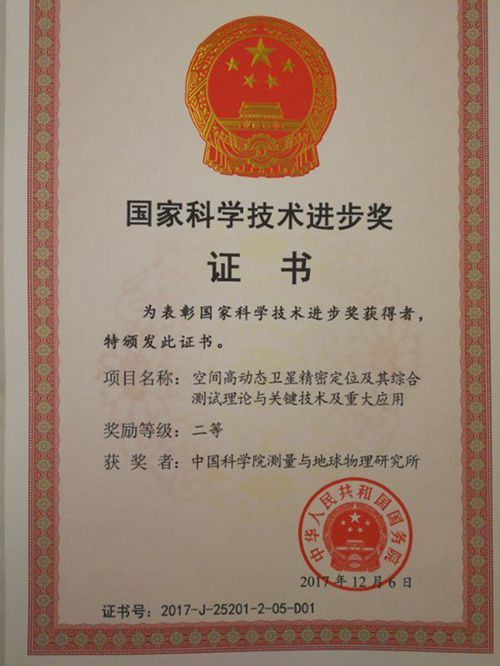 国家科学技术进步奖
证 书
为表彰国家科学技术进步奖获得者，
特颁发此证书。
项目名称：空间高动态卫星精密定位及其综合
测试理论与关键技术及重大应用
奖励等级：二等
获 奖 者：中国科学院测量与地球物理研究所
中华人民共和国国务院
2017年12月6日
证书号：2017-J-25201-2-05-D01